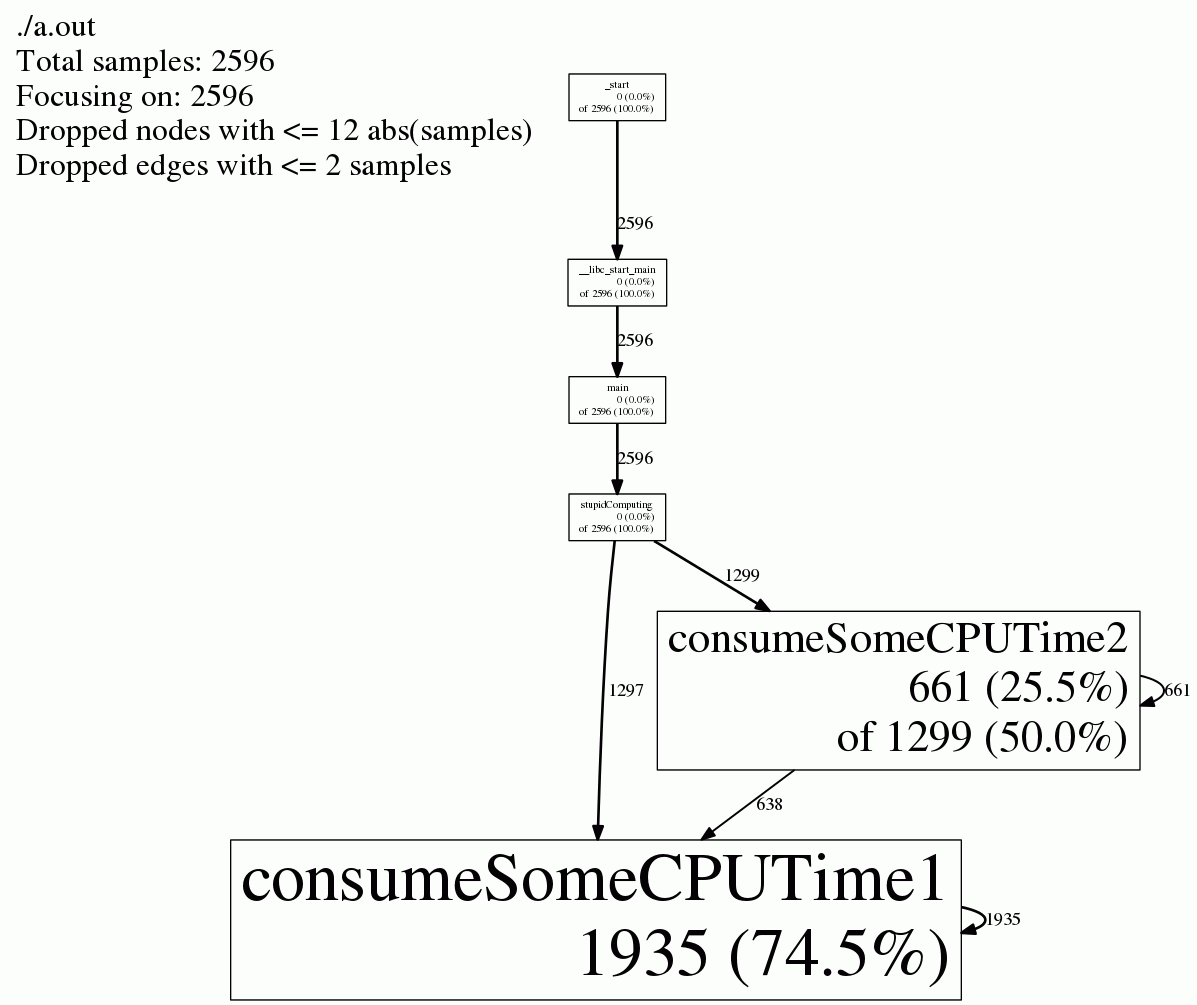 ./a.out
Total samples: 2596
Focusing on: 2596
Dropped nodes with <= 12 abs(samples)
Dropped edges with <= 2 samples
_start
0 (0.0%)
of 2596 (100.0%)
2596
__libc_start_main
0 (0.0%)
of 2596 (100.0%)
2596
main
0 (0.0%)
of 2596 (100.0%)
2596
stupidComputing
0 (0.0%)
of 2596 (100.0%)
1299
consumeSomeCPUTime2
661 (25.5%)
of 1299 (50.0%)
661
1297
638
consumeSomeCPUTime1
1935 (74.5%)
1935